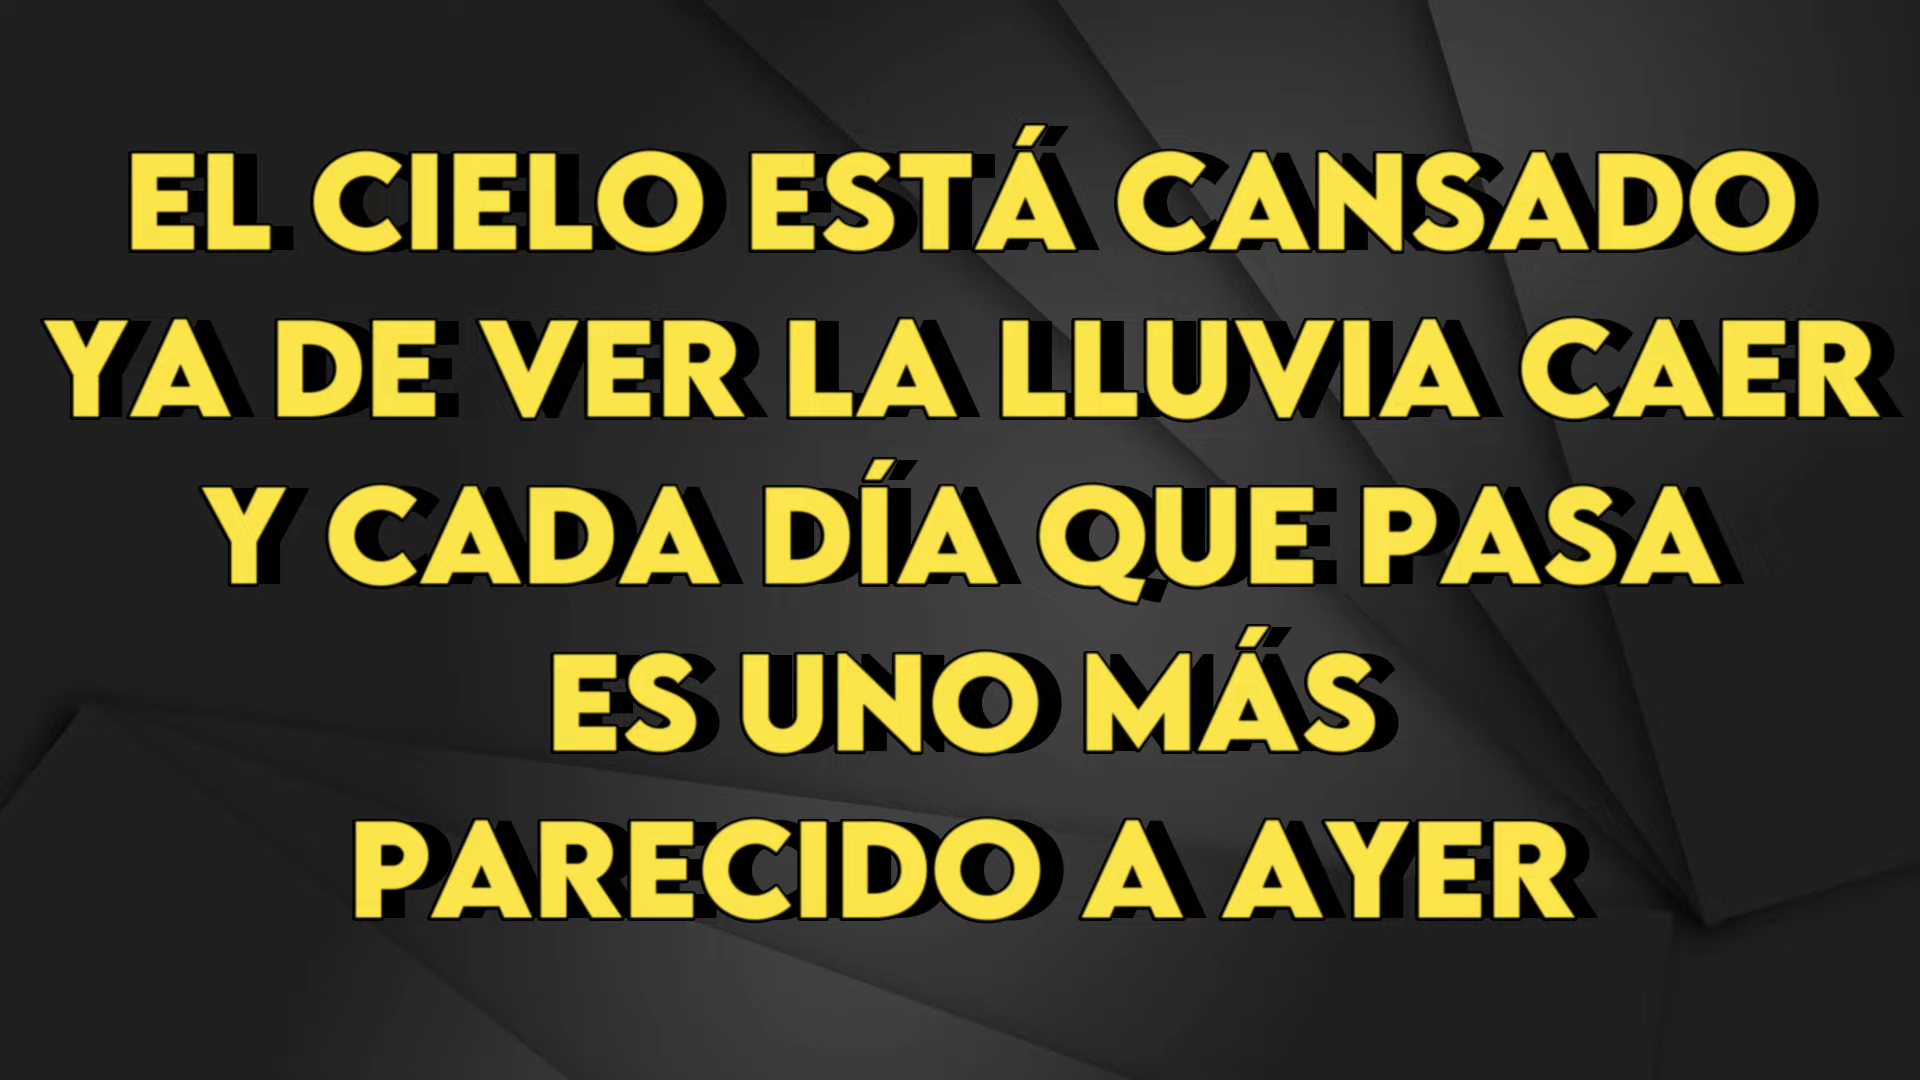 EL CIELO ESTÁ CANSADO
YA DE VER LA LLUVIA CAER
Y CADA DÍA QUE PASA
ES UNO MÁS
PARECIDO A AYER